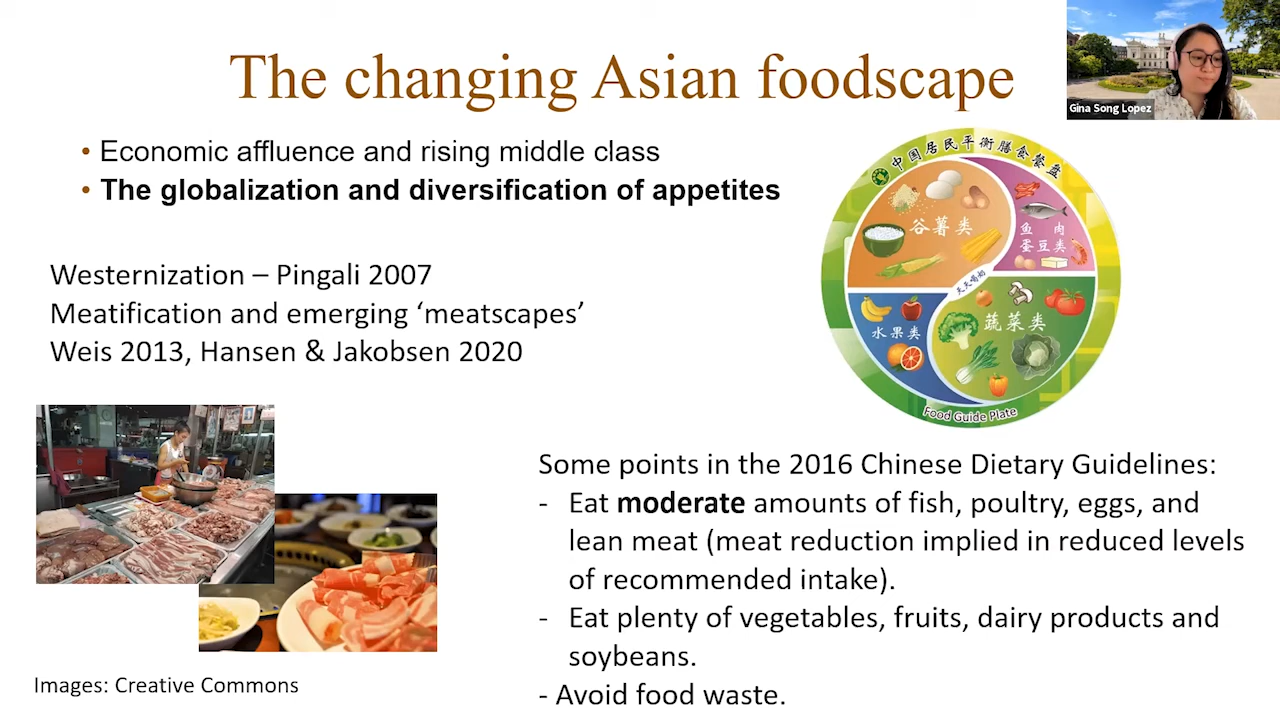 The changing Asian foodscape
Gina Song Lopez
• Economic affluence and rising middle class
• The globalization and diversification of appetites
Westernization – Pingali 2007
Meatification and emerging ‘meatscapes’
Weis 2013, Hansen & Jakobsen 2020
中国居民平衡膳食餐盘
谷薯类
鱼 肉
蛋豆类
天天喝奶
水果类
蔬菜类
Food Guide Plate
Some points in the 2016 Chinese Dietary Guidelines:
- Eat moderate amounts of fish, poultry, eggs, and
lean meat (meat reduction implied in reduced levels
of recommended intake).
- Eat plenty of vegetables, fruits, dairy products and
soybeans.
- Avoid food waste.
Images: Creative Commons